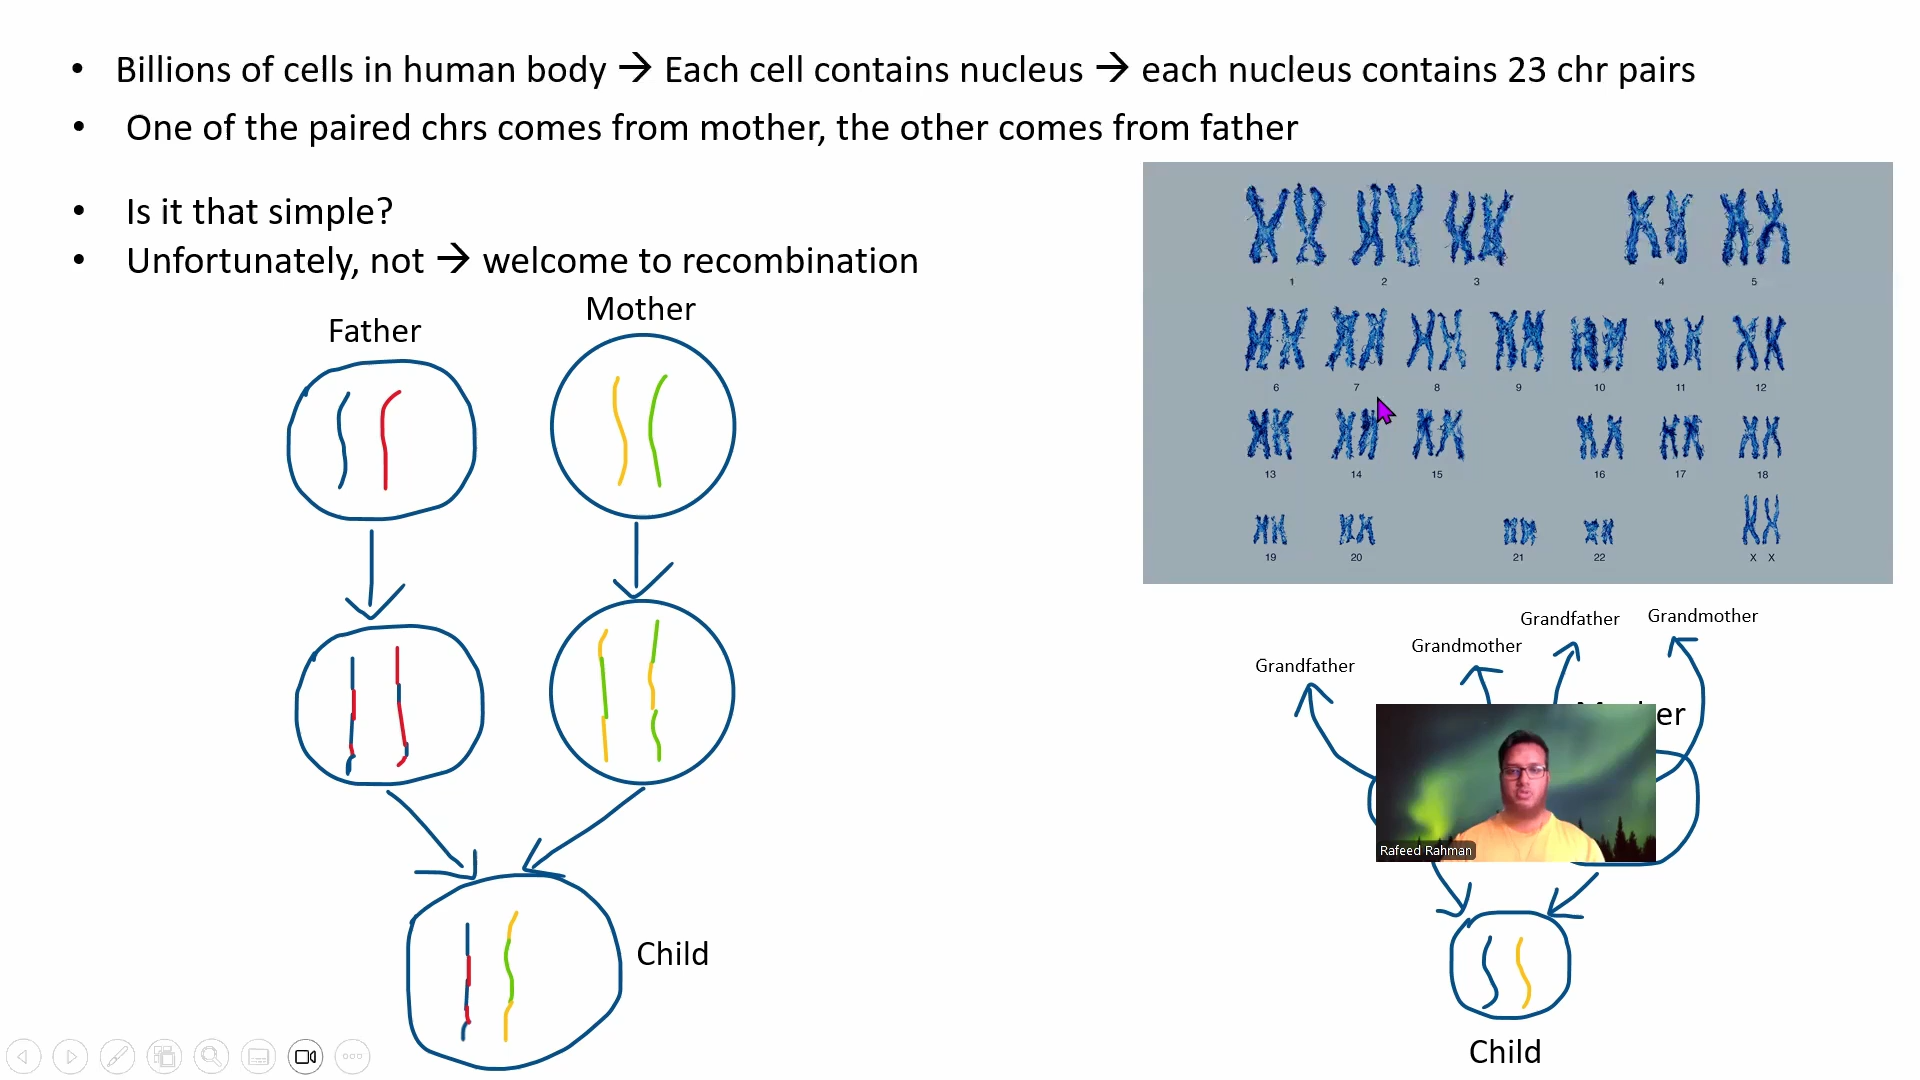 • Billions of cells in human body → Each cell contains nucleus → each nucleus contains 23 chr pairs
• One of the paired chrs comes from mother, the other comes from father
• Is it that simple?
• Unfortunately, not → welcome to recombination
Father
Mother
Child
1 2 3 4 5
6 7 8 9 10 11 12
13 14 15 16 17 18
19 20 21 22 X X
Grandfather
Grandmother
Grandfather
Grandmother
Rafeed Rahman
Child